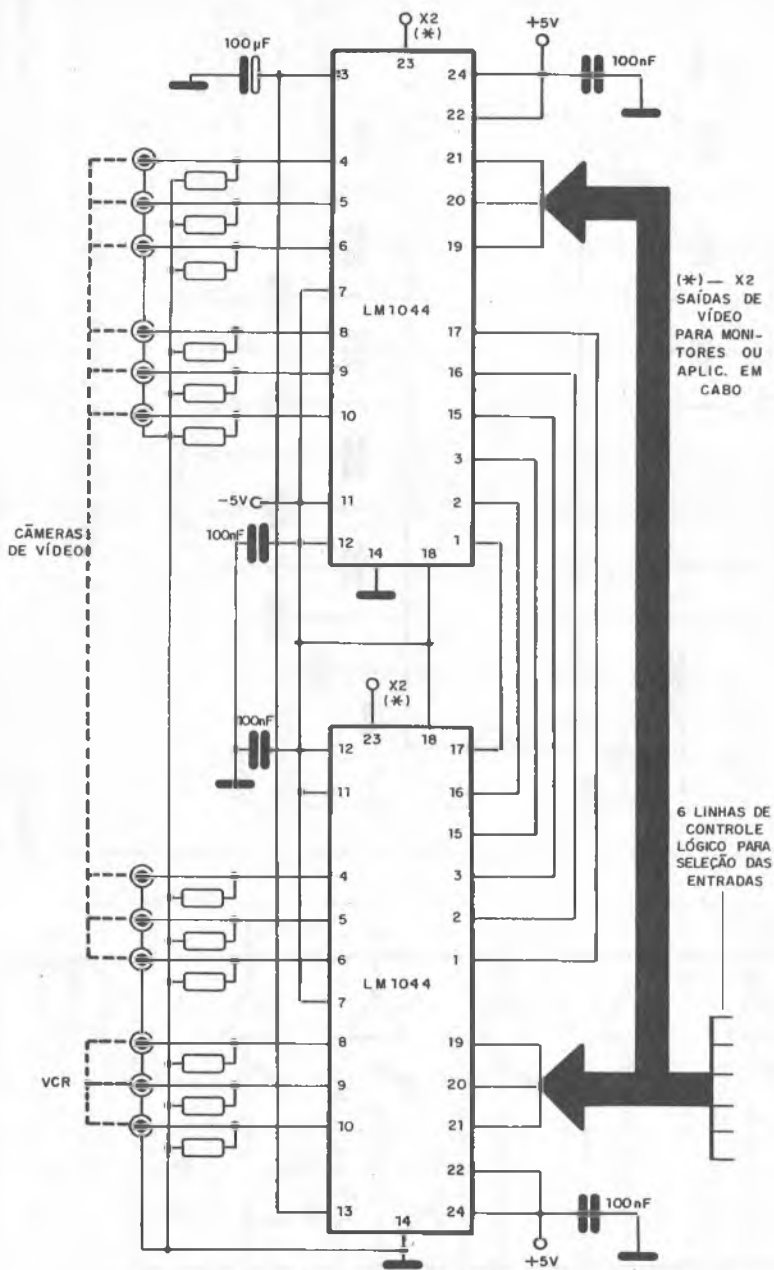 X2
(*)
+5V
100µF
100nF
13
23
24
22
4
21
5
20
6
19
7
LM1044
8
17
9
16
10
15
3
-5V
11
2
100nF
12
14
18
1
(*) — X2
SAÍDAS DE
VÍDEO
PARA MONI-
TORES OU
APLIC. EM
CABO
CÂMERAS
DE VÍDEO
X2
(*)
100nF
12
23
18
17
11
16
15
4
3
5
2
6
1
LM1044
7
8
19
9
20
10
21
22
13
24
14
100nF
+5V
VCR
6 LINHAS DE
CONTROLE
LÓGICO PARA
SELEÇÃO DAS
ENTRADAS